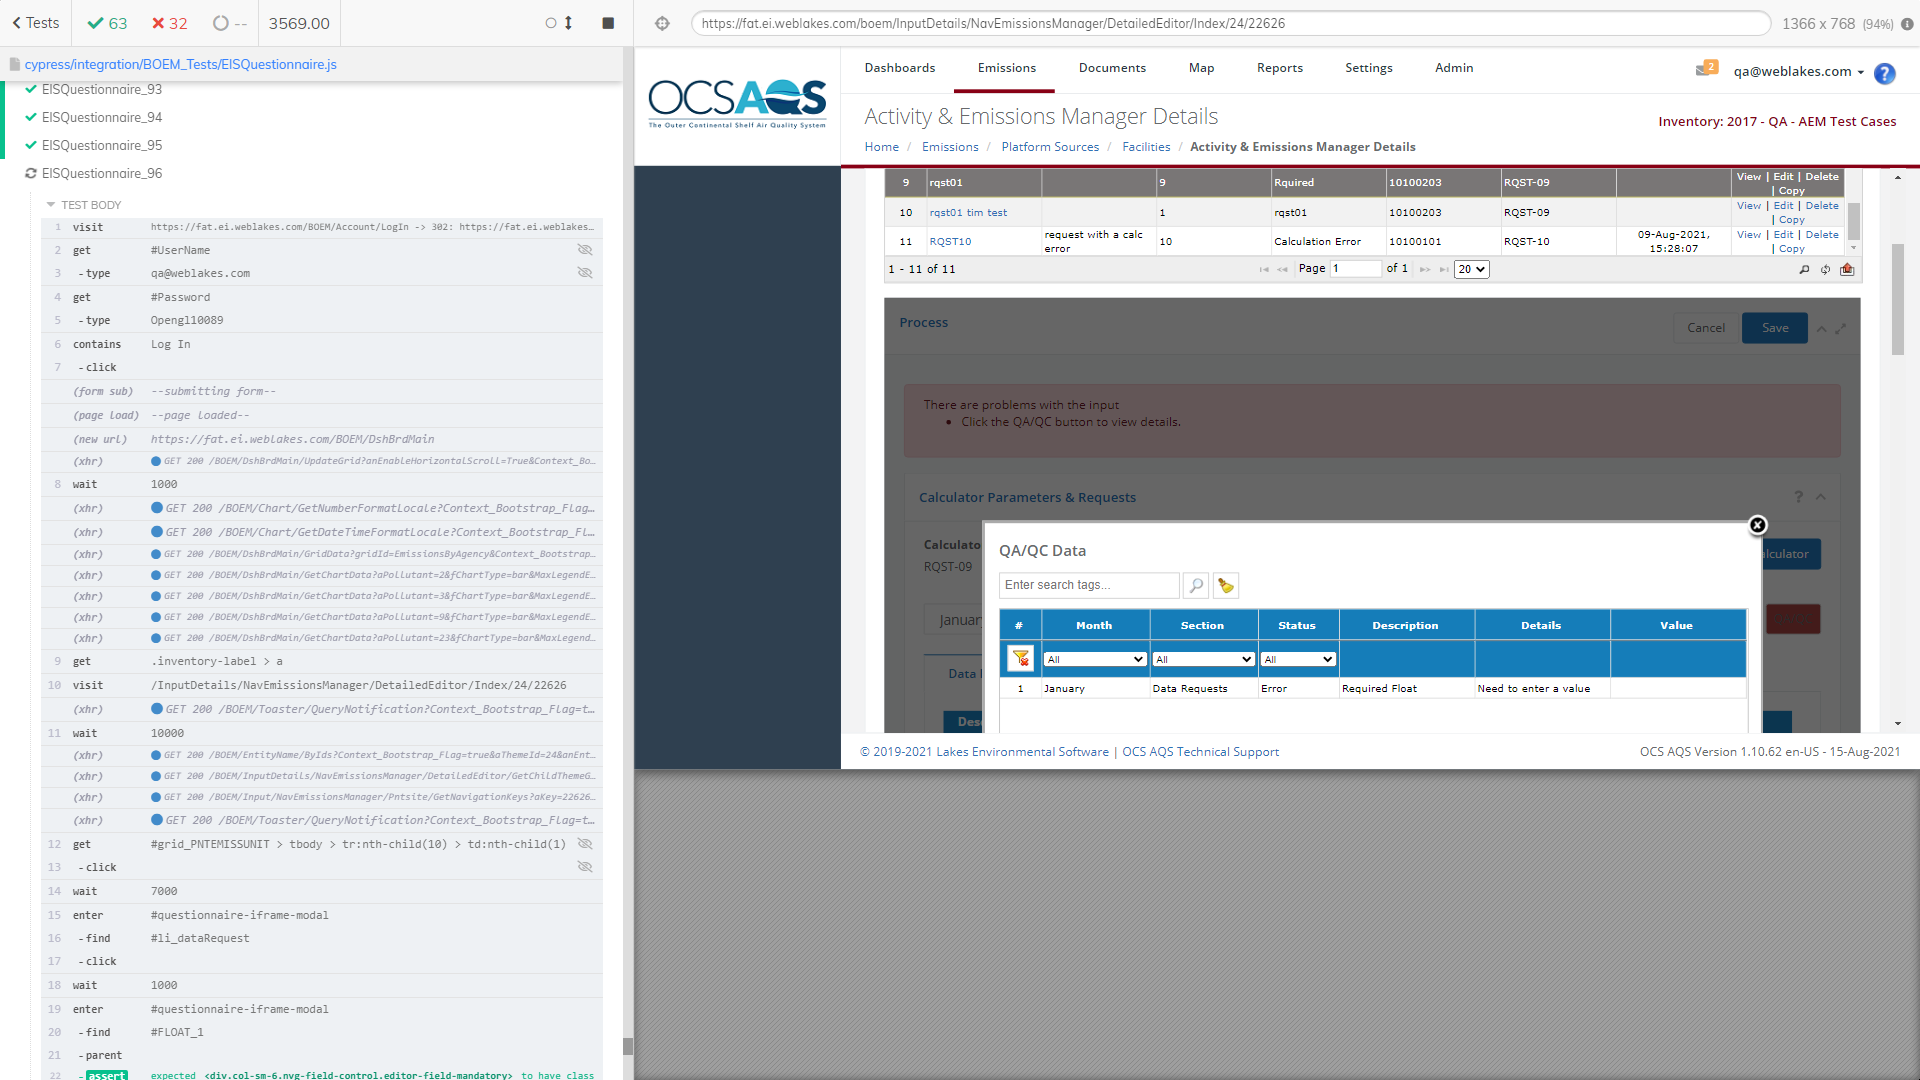 Tests
63
32
--
3569.00
https://fat.ei.weblakes.com/boem/InputDetails/NavEmissionsManager/DetailedEditor/Index/24/22626
1366 x 768 (94%)
cypress/integration/BOEM_Tests/EISQuestionnaire.js
EISQuestionnaire_93
EISQuestionnaire_94
EISQuestionnaire_95
EISQuestionnaire_96
TEST BODY
1 visit https://fat.ei.weblakes.com/BOEM/Account/LogIn -> 302: https://fat.ei.weblakes...
2 get #UserName
3 - type qa@weblakes.com
4 get #Password
5 - type Opengl10089
6 contains Log In
7 - click
(form sub) --submitting form--
(page load) --page loaded--
(new url) https://fat.ei.weblakes.com/BOEM/DshBrdMain
(xhr) GET 200 /BOEM/DshBrdMain/UpdateGrid?anEnableHorizontalScroll=True&Context_Bo...
8 wait 1000
(xhr) GET 200 /BOEM/Chart/GetNumberFormatLocale?Context_Bootstrap_Flag...
(xhr) GET 200 /BOEM/Chart/GetDateTimeFormatLocale?Context_Bootstrap_Fl...
(xhr) GET 200 /BOEM/DshBrdMain/GridData?gridId=EmissionsByAgency&Context_Bootstrap...
(xhr) GET 200 /BOEM/DshBrdMain/GetChartData?aPollutant=2&fChartType=bar&MaxLegendE...
(xhr) GET 200 /BOEM/DshBrdMain/GetChartData?aPollutant=3&fChartType=bar&MaxLegendE...
(xhr) GET 200 /BOEM/DshBrdMain/GetChartData?aPollutant=9&fChartType=bar&MaxLegendE...
(xhr) GET 200 /BOEM/DshBrdMain/GetChartData?aPollutant=23&fChartType=bar&MaxLegend...
9 get .inventory-label > a
10 visit /InputDetails/NavEmissionsManager/DetailedEditor/Index/24/22626
(xhr) GET 200 /BOEM/Toaster/QueryNotification?Context_Bootstrap_Flag=t...
11 wait 10000
(xhr) GET 200 /BOEM/EntityName/ByIds?Context_Bootstrap_Flag=true&aThemeId=24&anEnt...
(xhr) GET 200 /BOEM/InputDetails/NavEmissionsManager/DetailedEditor/GetChildThemeG...
(xhr) GET 200 /BOEM/Input/NavEmissionsManager/Pntsite/GetNavigationKeys?aKey=22626...
(xhr) GET 200 /BOEM/Toaster/QueryNotification?Context_Bootstrap_Flag=t...
12 get #grid_PNTEMISSUNIT > tbody > tr:nth-child(10) > td:nth-child(1)
13 - click
14 wait 7000
15 enter #questionnaire-iframe-modal
16 - find #li_dataRequest
17 - click
18 wait 1000
19 enter #questionnaire-iframe-modal
20 - find #FLOAT_1
21 - parent
22 - assert expected <div.col-sm-6.nvg-field-control.editor-field-mandatory> to have class
OCSAQS
The Outer Continental Shelf Air Quality System
Dashboards Emissions Documents Map Reports Settings Admin
2 qa@weblakes.com ?
Activity & Emissions Manager Details
Inventory: 2017 - QA - AEM Test Cases
Home / Emissions / Platform Sources / Facilities / Activity & Emissions Manager Details
9 rqst01 9 Rquired 10100203 RQST-09 View | Edit | Delete | Copy
10 rqst01 tim test 1 rqst01 10100203 RQST-09 View | Edit | Delete | Copy
11 RQST10 request with a calc error 10 Calculation Error 10100101 RQST-10 09-Aug-2021, 15:28:07 View | Edit | Delete | Copy
1 - 11 of 11 Page 1 of 1 20
Process Cancel Save
There are problems with the input
• Click the QA/QC button to view details.
Calculator Parameters & Requests ?
Calculato
RQST-09
lculator
Januar
Data
Des
QA/QC Data
Enter search tags...
# Month Section Status Description Details Value
All All All
1 January Data Requests Error Required Float Need to enter a value
© 2019-2021 Lakes Environmental Software | OCS AQS Technical Support
OCS AQS Version 1.10.62 en-US - 15-Aug-2021